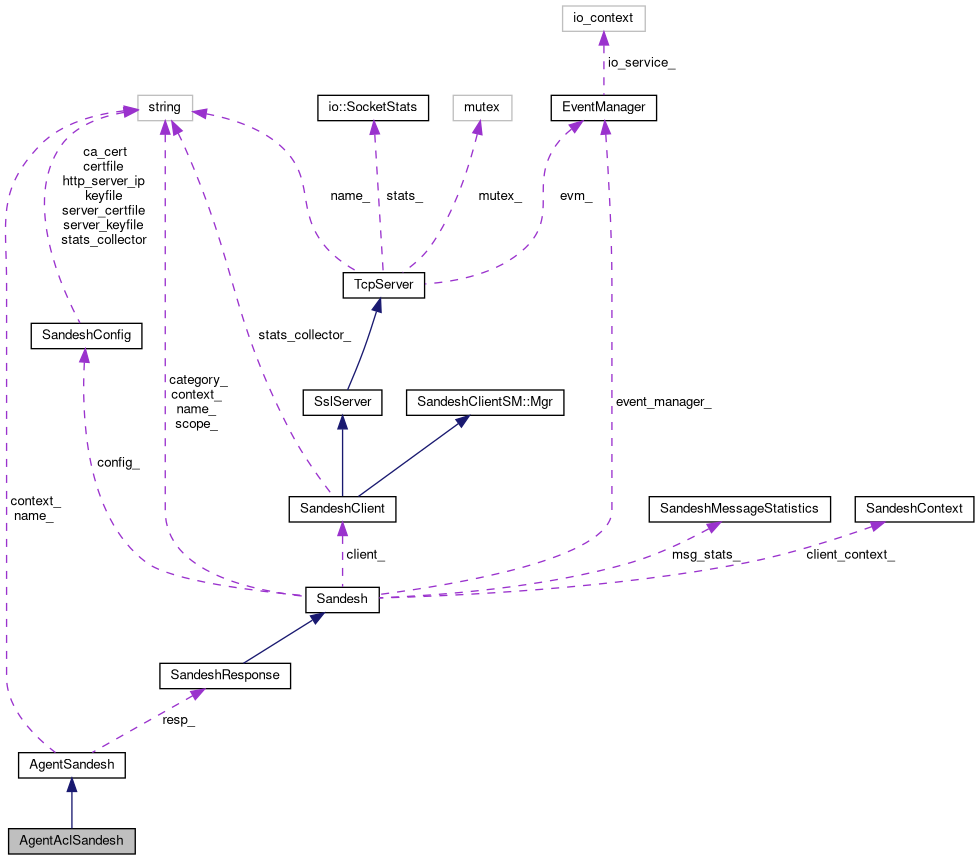 io_context
io_service_
string
io::SocketStats
mutex
EventManager
ca_cert
certfile
http_server_ip
keyfile
server_certfile
server_keyfile
stats_collector
name_
stats_
mutex_
evm_
TcpServer
SandeshConfig
stats_collector_
category_
context_
name_
scope_
SslServer
SandeshClientSM::Mgr
event_manager_
config_
context_
name_
SandeshClient
SandeshMessageStatistics
SandeshContext
client_
msg_stats_
client_context_
Sandesh
SandeshResponse
resp_
AgentSandesh
AgentAclSandesh